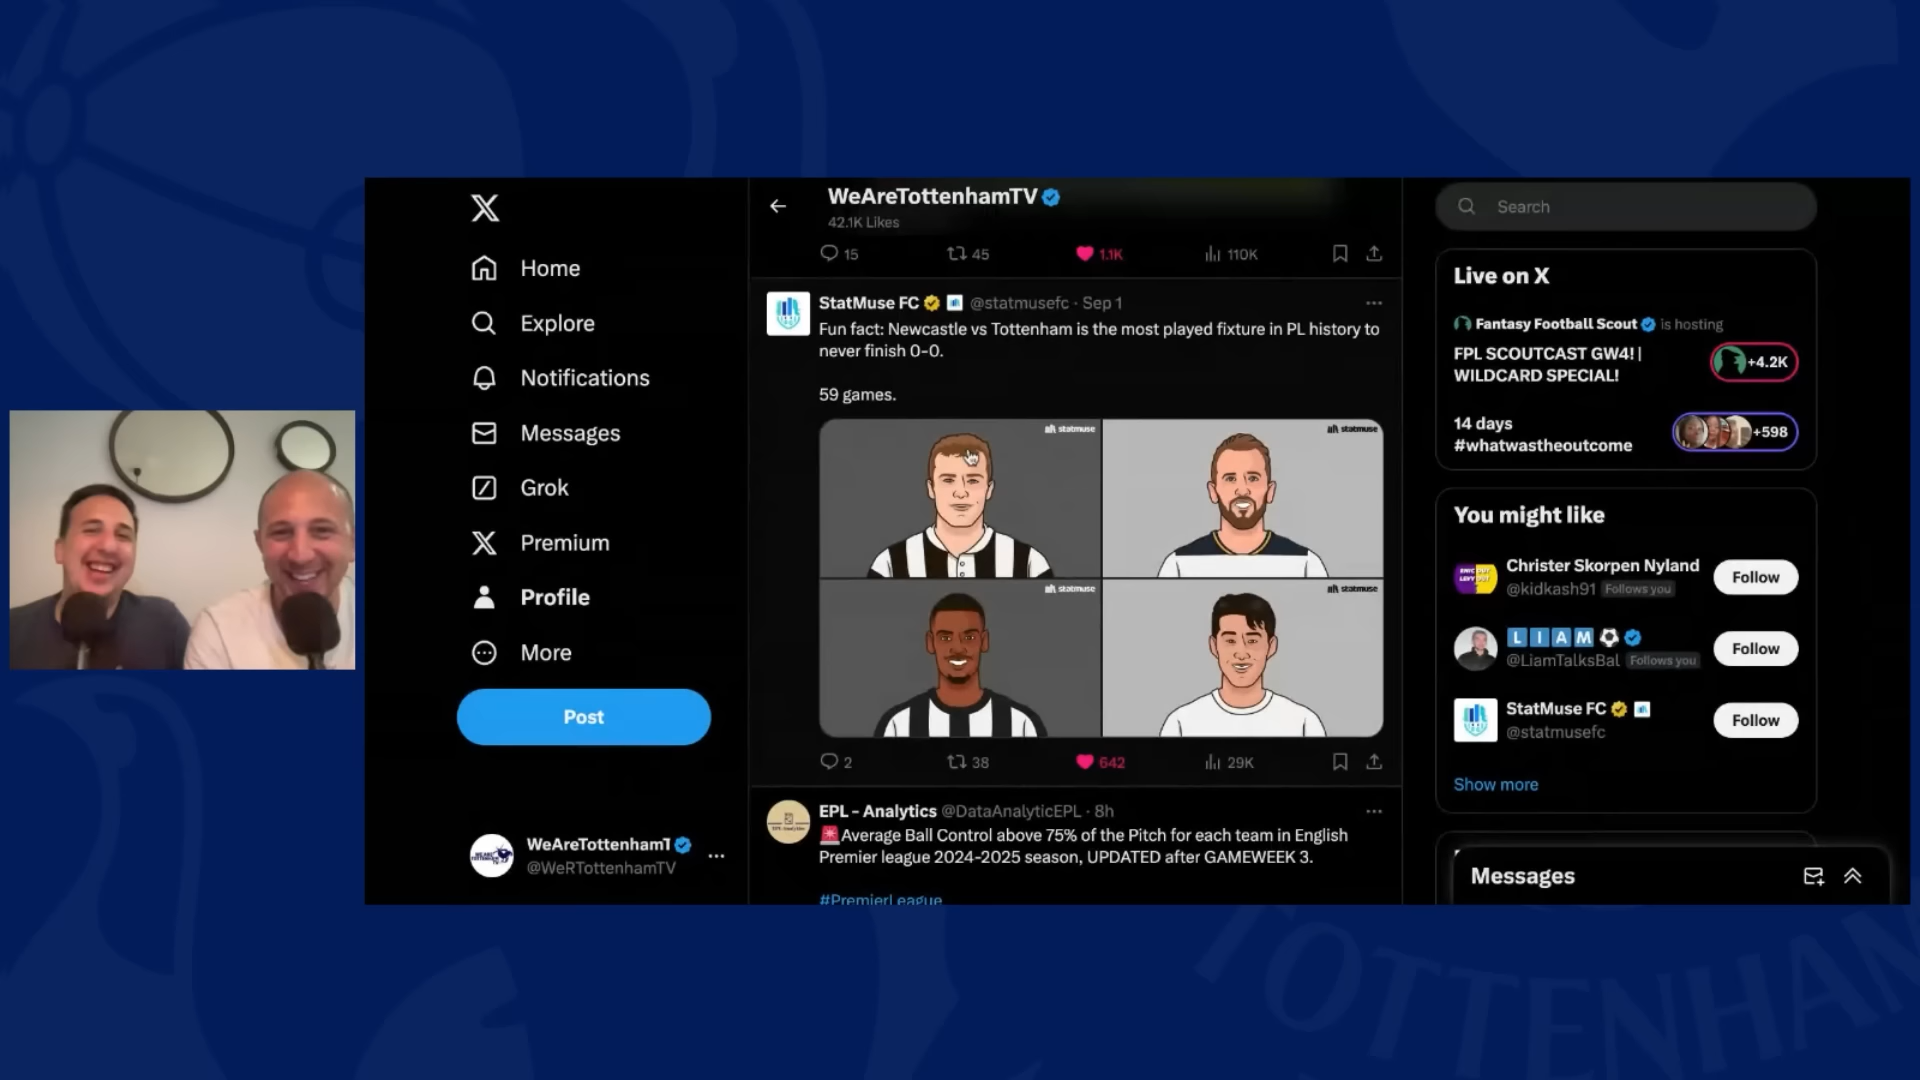 Home
Explore
Notifications
Messages
Grok
Premium
Profile
More
Post
WeAreTottenhamT
@WeRTottenhamTV
WeAreTottenhamTV
42.1K Likes
15 45 1.1K 110K
StatMuse FC @statmusefc · Sep 1
Fun fact: Newcastle vs Tottenham is the most played fixture in PL history to
never finish 0-0.
59 games.
statmuse
statmuse
statmuse
statmuse
2 38 642 29K
EPL - Analytics @DataAnalyticEPL · 8h
🚨Average Ball Control above 75% of the Pitch for each team in English
Premier league 2024-2025 season, UPDATED after GAMEWEEK 3.
#PremierLeague
Search
Live on X
Fantasy Football Scout is hosting
FPL SCOUTCAST GW4! |
WILDCARD SPECIAL!
+4.2K
14 days
#whatwastheoutcome
+598
You might like
Christer Skorpen Nyland
@kidkash91 Follows you
Follow
LIAM⚽
@LiamTalksBal Follows you
Follow
StatMuse FC
@statmusefc
Follow
Show more
Messages
TOTTENHAM